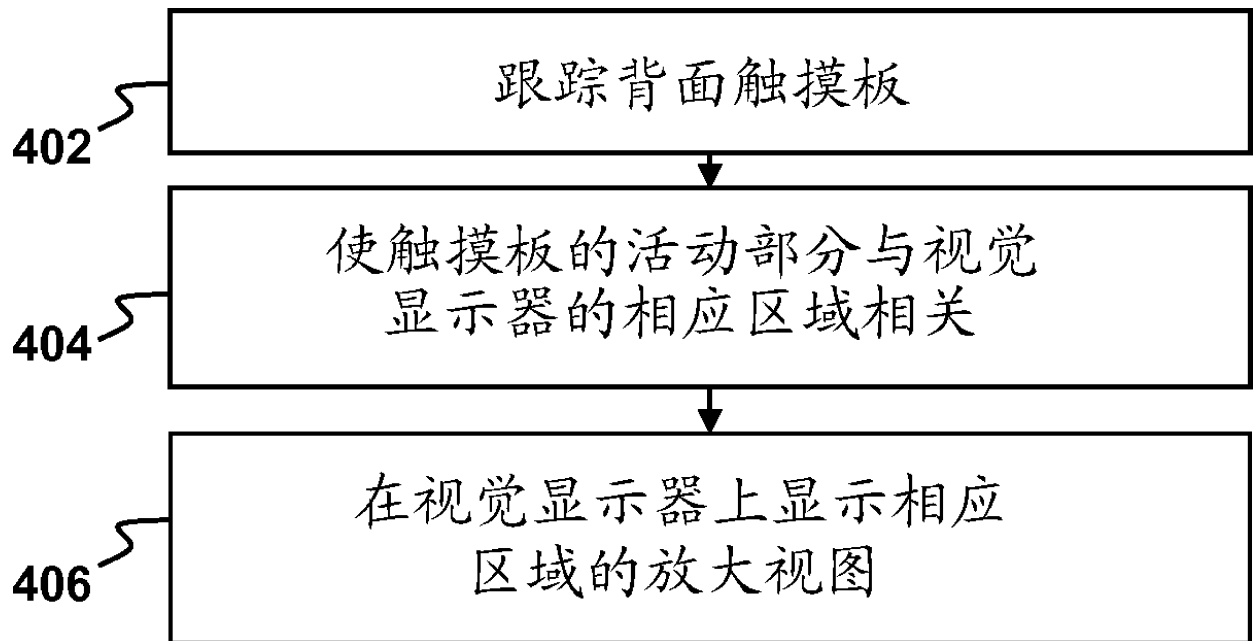 跟踪背面触摸板
402
使触摸板的活动部分与视觉
显示器的相应区域相关
404
在视觉显示器上显示相应
区域的放大视图
406